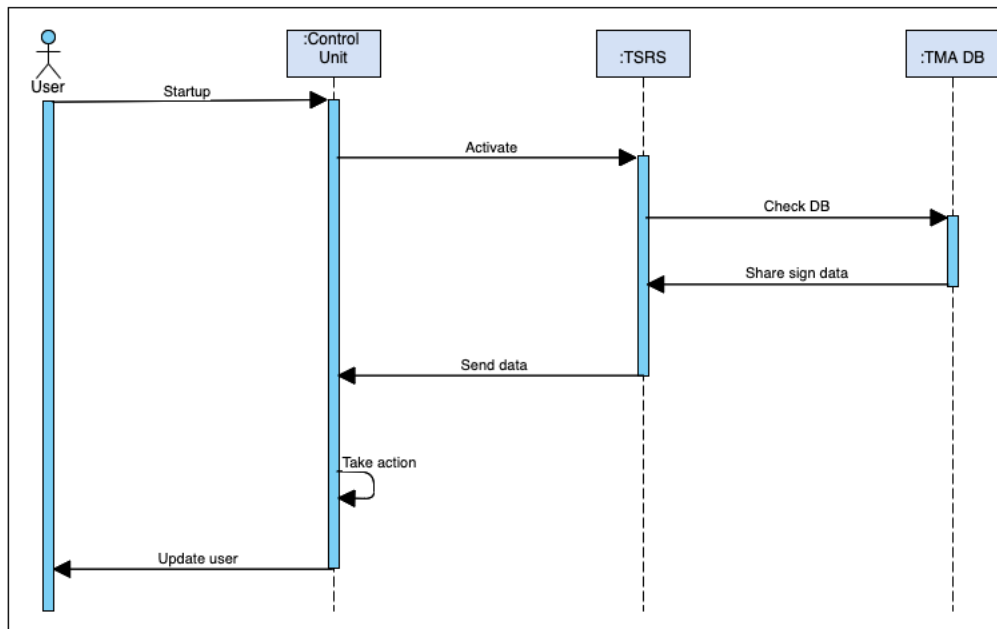 :Control
Unit
:TSRS
:TMA DB
User
Startup
Activate
Check DB
Share sign data
Send data
Take action
Update user